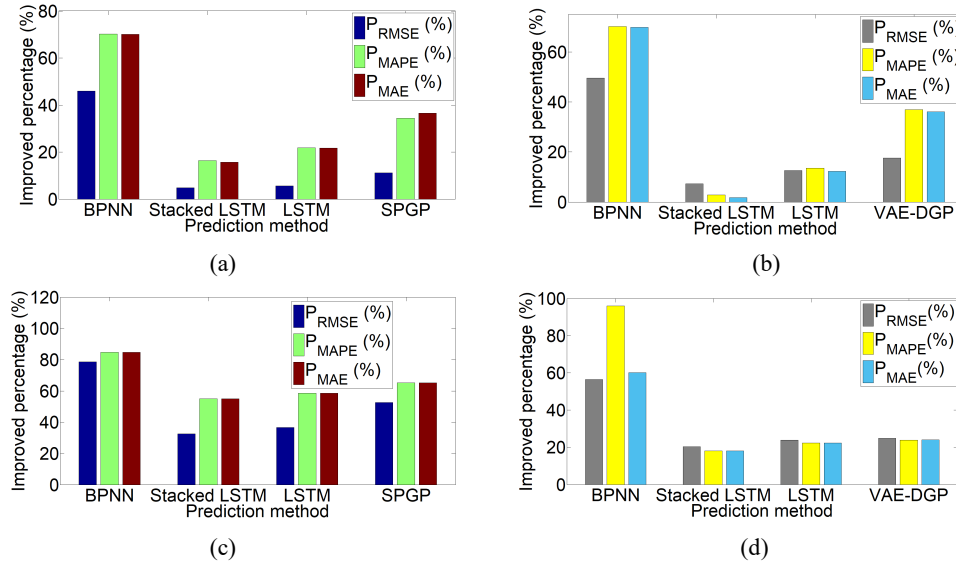 80
60
40
20
0
Improved percentage (%)
P_RMSE (%)
P_MAPE (%)
P_MAE (%)
BPNN Stacked LSTM LSTM SPGP
Prediction method
(a)
60
40
20
0
Improved percentage (%)
P_RMSE (%)
P_MAPE (%)
P_MAE (%)
BPNN Stacked LSTM LSTM VAE-DGP
Prediction method
(b)
120
100
80
60
40
20
0
Improved percentage (%)
P_RMSE (%)
P_MAPE (%)
P_MAE (%)
BPNN Stacked LSTM LSTM SPGP
Prediction method
(c)
100
80
60
40
20
0
Improved percentage (%)
P_RMSE (%)
P_MAPE (%)
P_MAE (%)
BPNN Stacked LSTM LSTM VAE-DGP
Prediction method
(d)